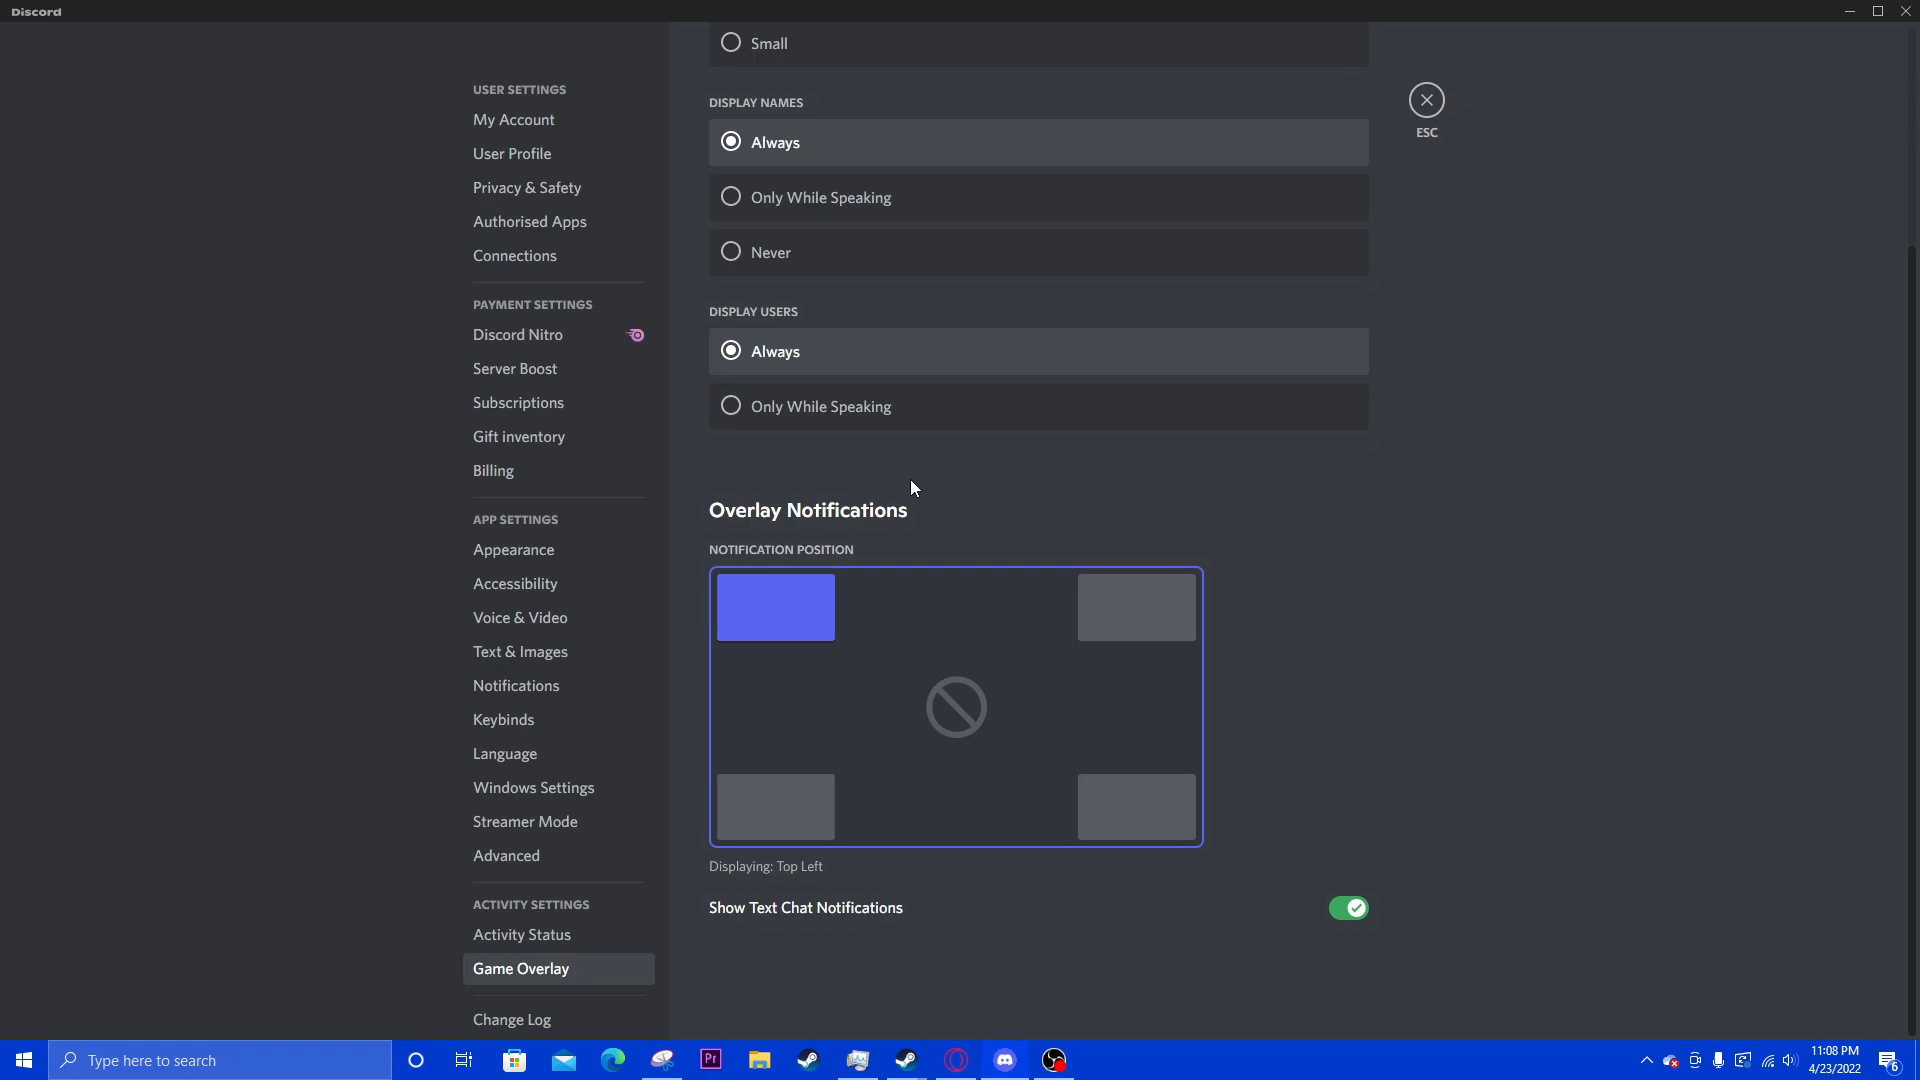 Discord
USER SETTINGS
My Account
User Profile
Privacy & Safety
Authorised Apps
Connections
PAYMENT SETTINGS
Discord Nitro
Server Boost
Subscriptions
Gift inventory
Billing
APP SETTINGS
Appearance
Accessibility
Voice & Video
Text & Images
Notifications
Keybinds
Language
Windows Settings
Streamer Mode
Advanced
ACTIVITY SETTINGS
Activity Status
Game Overlay
Change Log
Small
DISPLAY NAMES
Always
Only While Speaking
Never
DISPLAY USERS
Always
Only While Speaking
Overlay Notifications
NOTIFICATION POSITION
Displaying: Top Left
Show Text Chat Notifications
ESC
Type here to search
Pr
11:08 PM
4/23/2022
6